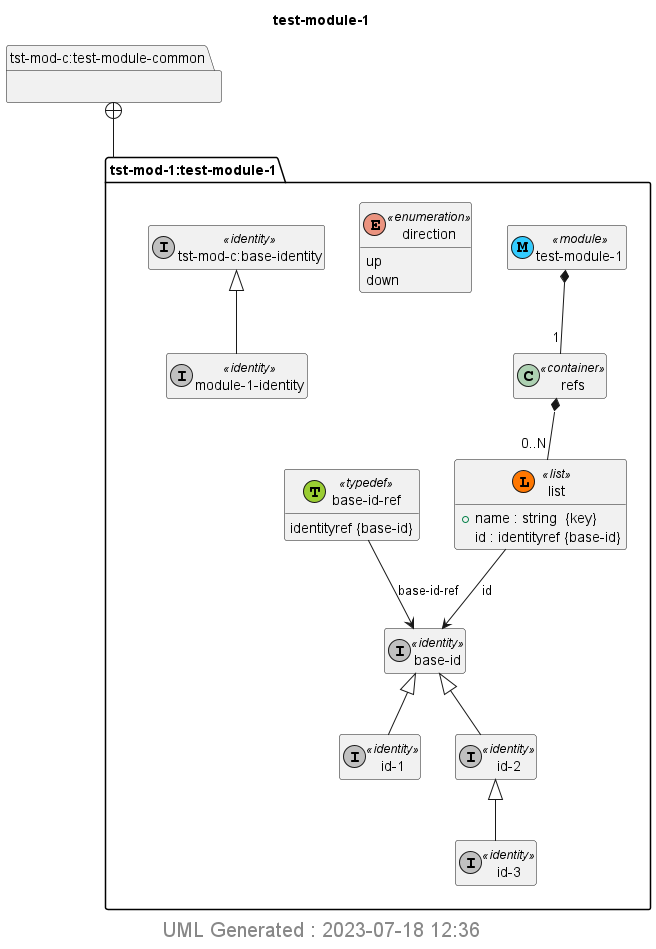 test-module-1
tst-mod-c:test-module-common
tst-mod-1:test-module-1
I «identity»
tst-mod-c:base-identity
E «enumeration»
direction
up
down
M «module»
test-module-1
1
I «identity»
module-1-identity
C «container»
refs
0..N
T «typedef»
base-id-ref
identityref {base-id}
L «list»
list
name : string {key}
id : identityref {base-id}
base-id-ref
id
I «identity»
base-id
I «identity»
id-1
I «identity»
id-2
I «identity»
id-3
UML Generated : 2023-07-18 12:36